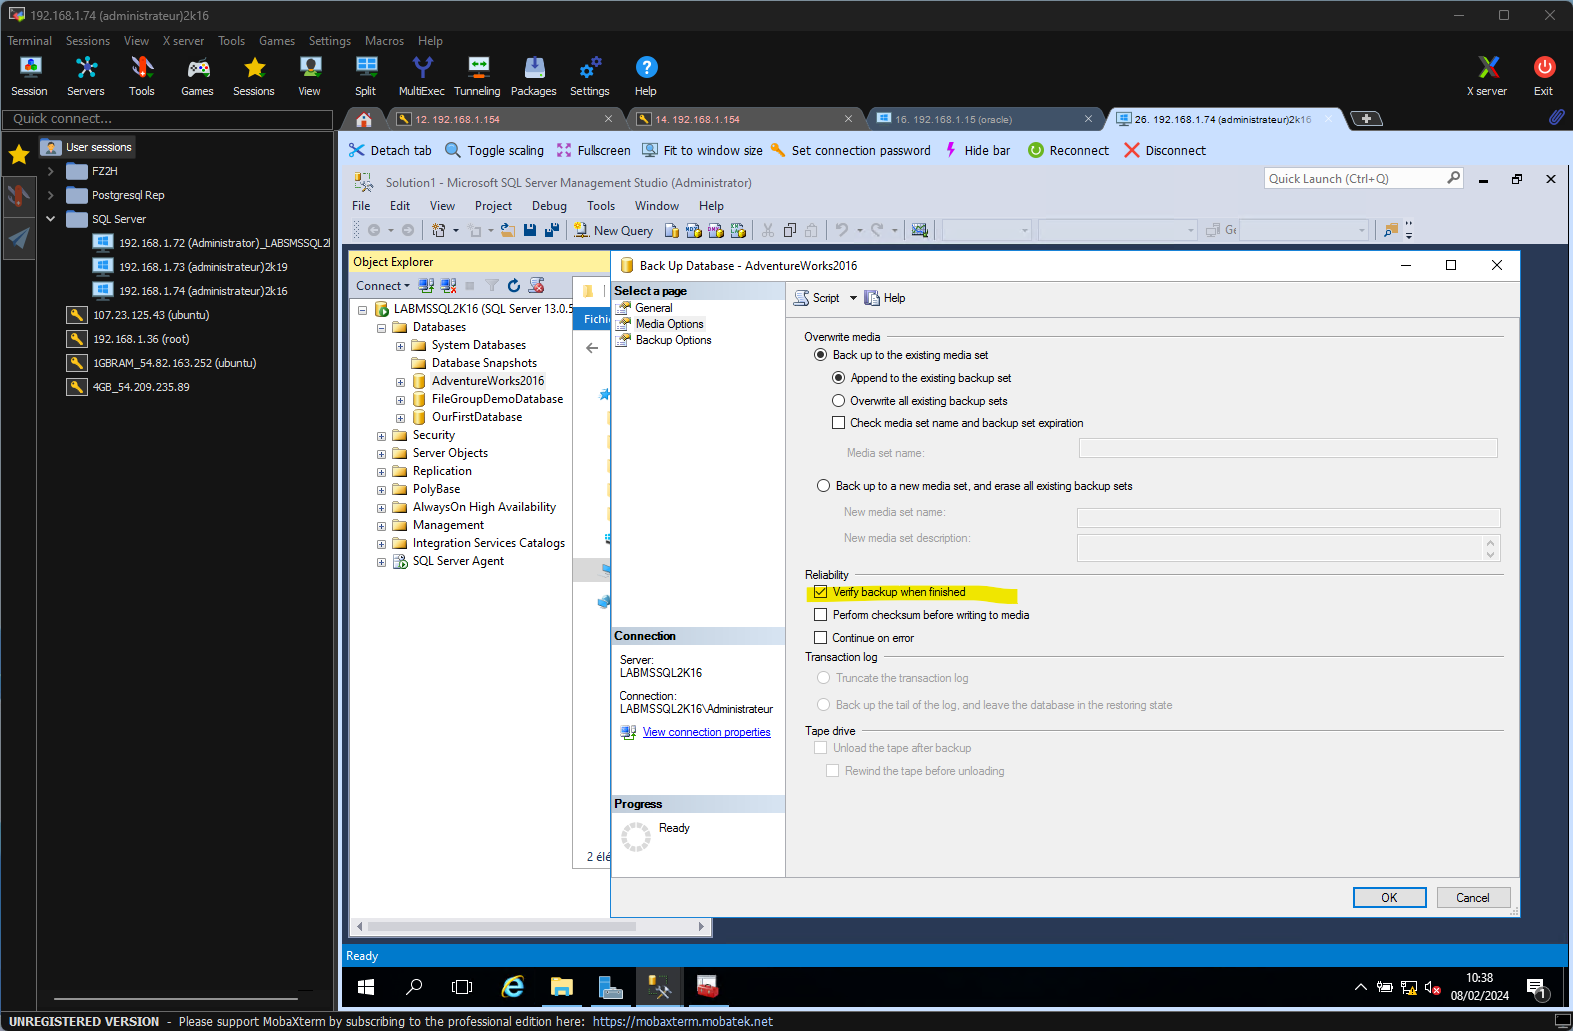 192.168.1.74 (administrateur)2k16
Terminal Sessions View X server Tools Games Settings Macros Help
Session Servers Tools Games Sessions View Split MultiExec Tunneling Packages Settings Help X server Exit
Quick connect...
12. 192.168.1.154
14. 192.168.1.154
16. 192.168.1.15 (oracle)
26. 192.168.1.74 (administrateur)2k16
Detach tab Toggle scaling Fullscreen Fit to window size Set connection password Hide bar Reconnect Disconnect
User sessions
FZ2H
Postgresql Rep
SQL Server
192.168.1.72 (Administrator)_LABSMSSQL2
192.168.1.73 (administrateur)2k19
192.168.1.74 (administrateur)2k16
107.23.125.43 (ubuntu)
192.168.1.36 (root)
1GBRAM_54.82.163.252 (ubuntu)
4GB_54.209.235.89
Solution1 - Microsoft SQL Server Management Studio (Administrator)
Quick Launch (Ctrl+Q)
File Edit View Project Debug Tools Window Help
New Query
Object Explorer
Connect
LABMSSQL2K16 (SQL Server 13.0.5
Databases
System Databases
Database Snapshots
AdventureWorks2016
FileGroupDemoDatabase
OurFirstDatabase
Security
Server Objects
Replication
PolyBase
AlwaysOn High Availability
Management
Integration Services Catalogs
SQL Server Agent
Fichi
2 élé
Back Up Database - AdventureWorks2016
Select a page
General
Media Options
Backup Options
Script Help
Overwrite media
Back up to the existing media set
Append to the existing backup set
Overwrite all existing backup sets
Check media set name and backup set expiration
Media set name:
Back up to a new media set, and erase all existing backup sets
New media set name:
New media set description:
Reliability
Verify backup when finished
Perform checksum before writing to media
Continue on error
Transaction log
Truncate the transaction log
Back up the tail of the log, and leave the database in the restoring state
Tape drive
Unload the tape after backup
Rewind the tape before unloading
Connection
Server:
LABMSSQL2K16
Connection:
LABMSSQL2K16\Administrateur
View connection properties
Progress
Ready
OK Cancel
Ready
10:38
08/02/2024
1
UNREGISTERED VERSION - Please support MobaXterm by subscribing to the professional edition here: https://mobaxterm.mobatek.net